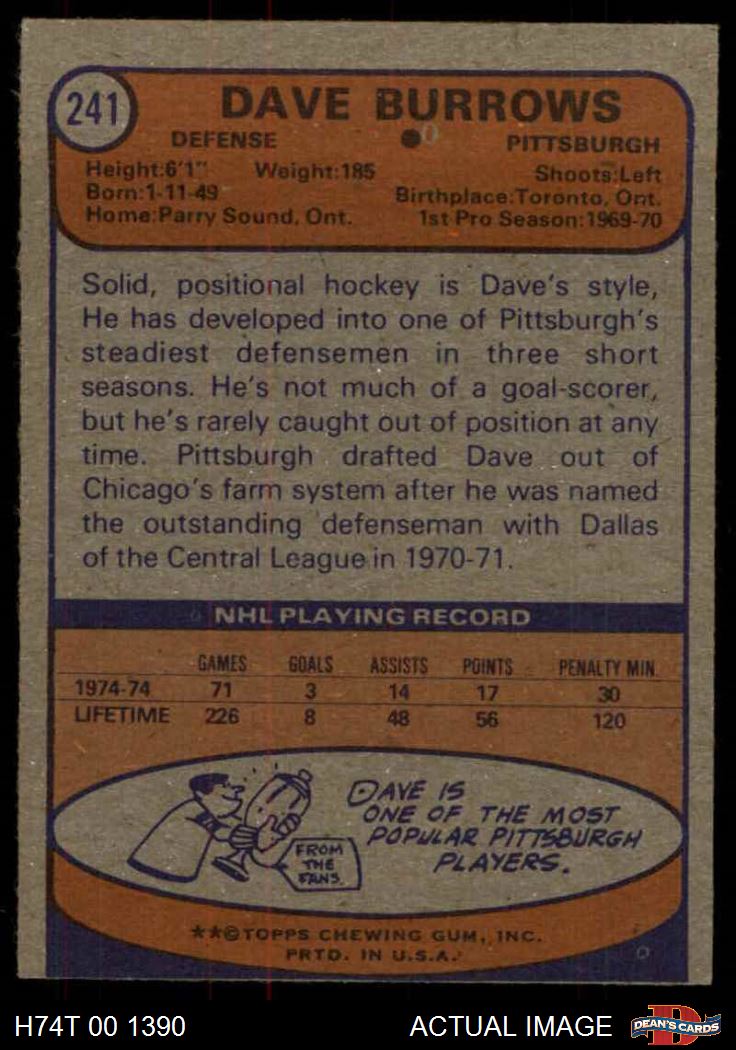 241
DAVE BURROWS
DEFENSE PITTSBURGH
Height:6'1" Weight:185 Shoots:Left
Born:1-11-49 Birthplace:Toronto, Ont.
Home:Parry Sound, Ont. 1st Pro Season:1969-70
Solid, positional hockey is Dave's style,
He has developed into one of Pittsburgh's
steadiest defensemen in three short
seasons. He's not much of a goal-scorer,
but he's rarely caught out of position at any
time. Pittsburgh drafted Dave out of
Chicago's farm system after he was named
the outstanding defenseman with Dallas
of the Central League in 1970-71.
NHL PLAYING RECORD
GAMES GOALS ASSISTS POINTS PENALTY MIN.
1974-74 71 3 14 17 30
LIFETIME 226 8 48 56 120
DAVE IS
ONE OF THE MOST
POPULAR PITTSBURGH
PLAYERS.
FROM
THE
FANS.
**©TOPPS CHEWING GUM, INC.
PRTD. IN U.S.A.
H74T 00 1390 ACTUAL IMAGE DEAN'S CARDS